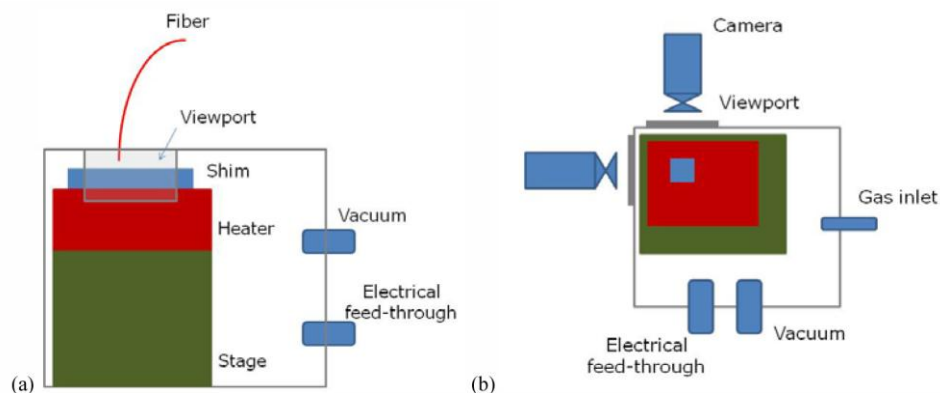 Fiber
Viewport
Shim
Heater
Vacuum
Electrical
feed-through
Stage
(a)
Camera
Viewport
Gas inlet
Electrical
feed-through
Vacuum
(b)